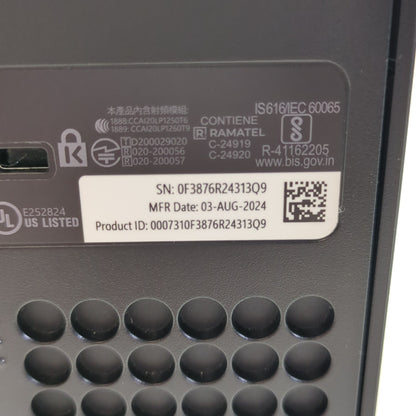 本產品內含射頻模組:
1888: CCAI20LP1250T6
1889: CCAI20LP1260T9
CONTIENE
RAMATEL
C-24919
C-24920
IS616/IEC 60065
R-41162205
www.bis.gov.in
T D200029020
R 020-200056
R 020-200057
K
SN: 0F3876R24313Q9
MFR Date: 03-AUG-2024
Product ID: 0007310F3876R24313Q9
UL E252824
US LISTED